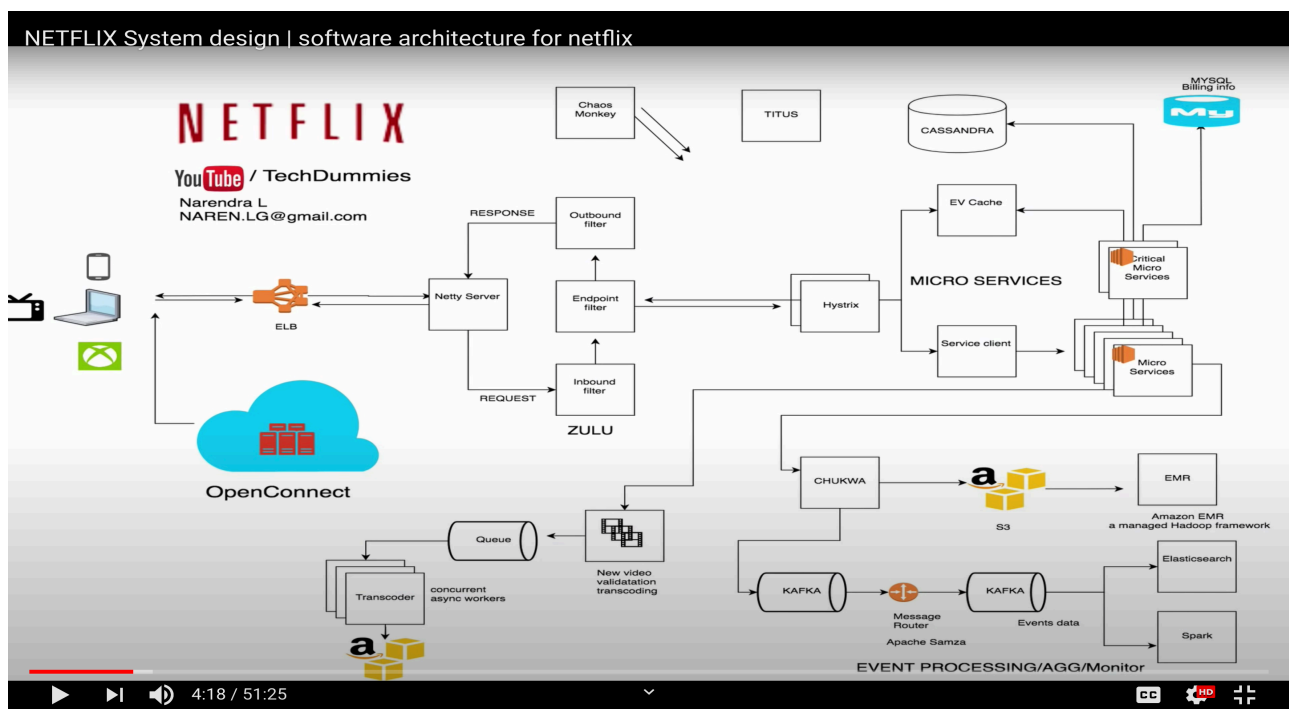 NETFLIX System design | software architecture for netflix
NETFLIX
YouTube / TechDummies
Narendra L
NAREN.LG@gmail.com
Chaos
Monkey
TITUS
CASSANDRA
MYSQL
Billing info
My
RESPONSE
Outbound
filter
EV Cache
MICRO SERVICES
Critical
Micro
Services
ELB
Netty Server
Endpoint
filter
Hystrix
Service client
Micro
Services
REQUEST
Inbound
filter
ZULU
OpenConnect
CHUKWA
a
S3
EMR
Amazon EMR
a managed Hadoop framework
Queue
New video
validatation
transcoding
Transcoder
concurrent
async workers
a
KAFKA
Message
Router
Apache Samza
KAFKA
Events data
Elasticsearch
Spark
EVENT PROCESSING/AGG/Monitor
4:18 / 51:25
CC
HD